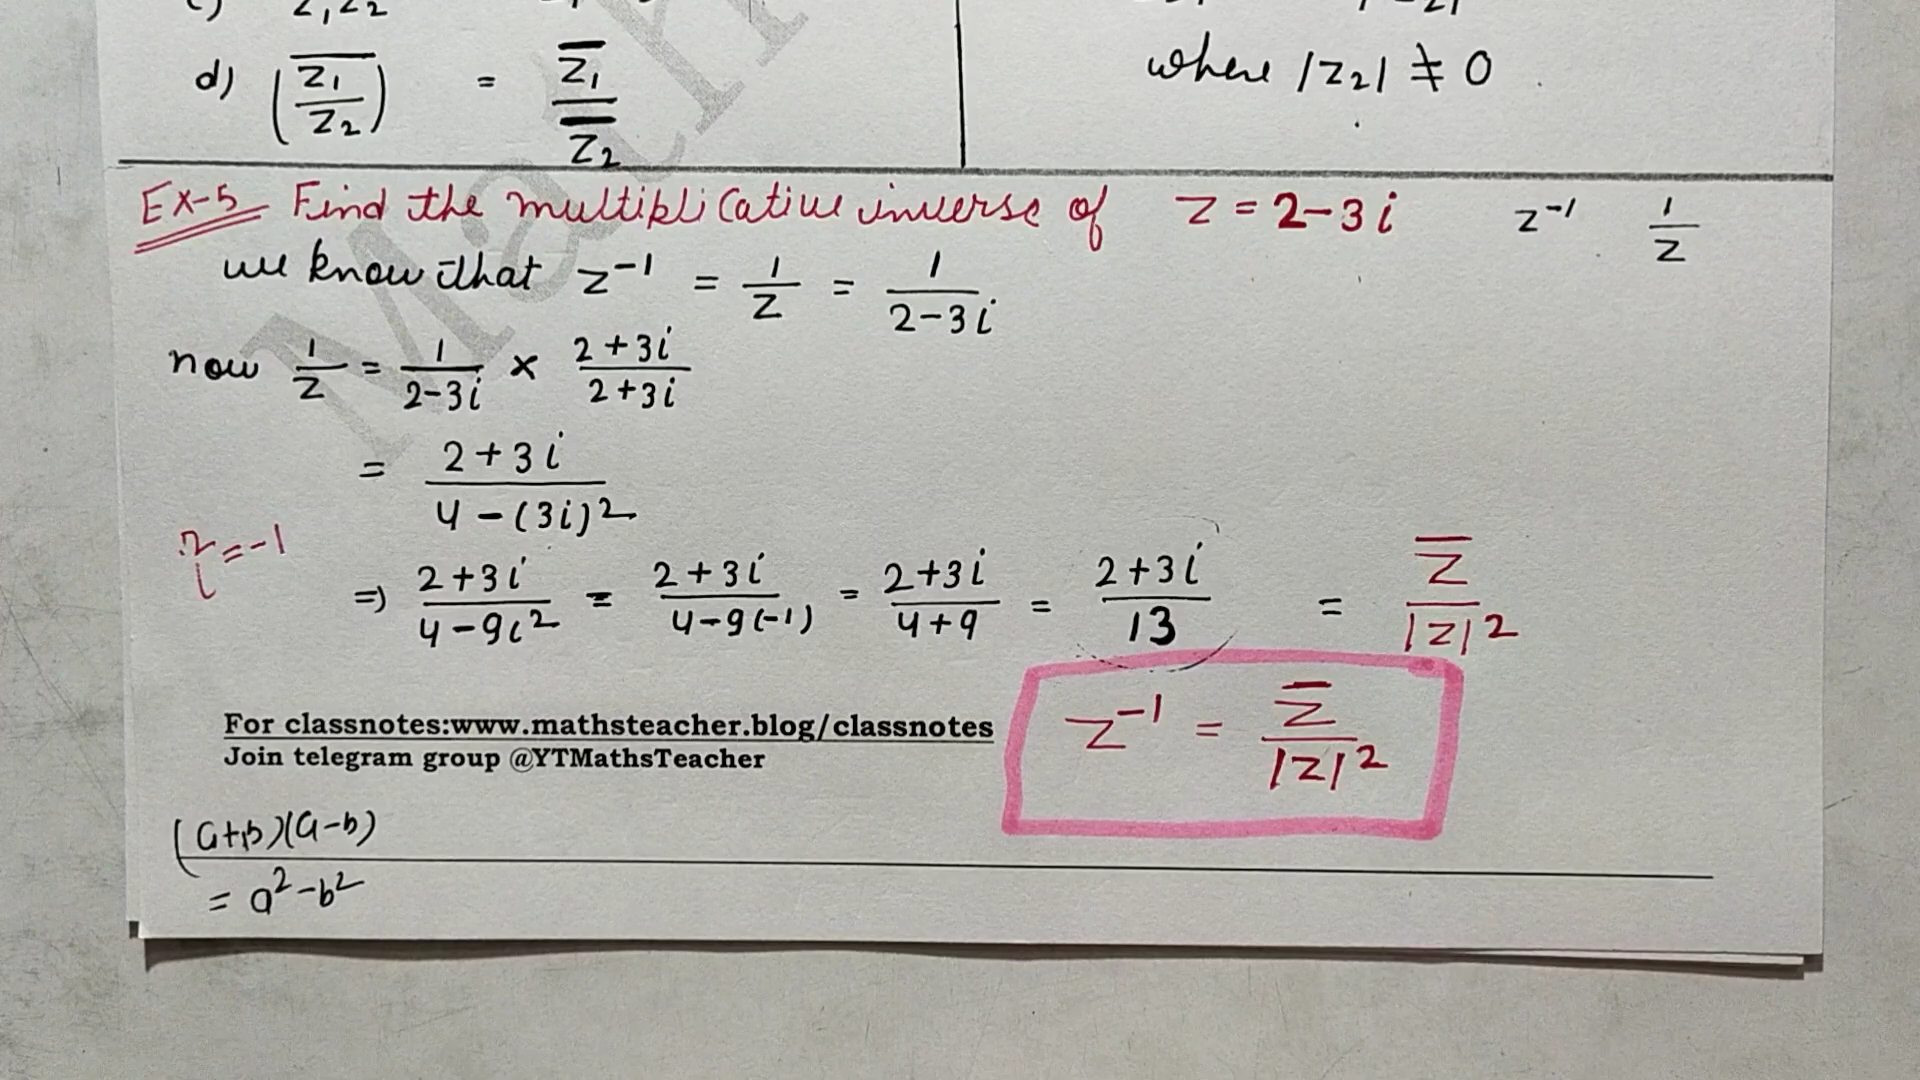 d) (z̅₁/z₂) = z̅₁/z̅₂
where |z₂| ≠ 0
Ex-5 Find the multiplicative inverse of z = 2-3i z⁻¹ 1/z
we know that z⁻¹ = 1/z = 1/(2-3i)
now 1/z = 1/(2-3i) × (2+3i)/(2+3i)
= (2+3i)/(4-(3i)²)
i² = -1
⇒ (2+3i)/(4-9i²) = (2+3i)/(4-9(-1)) = (2+3i)/(4+9) = (2+3i)/13 = z̅/|z|²
z⁻¹ = z̅/|z|²
For classnotes:www.mathsteacher.blog/classnotes
Join telegram group @YTMathsTeacher
(a+b)(a-b)
= a²-b²